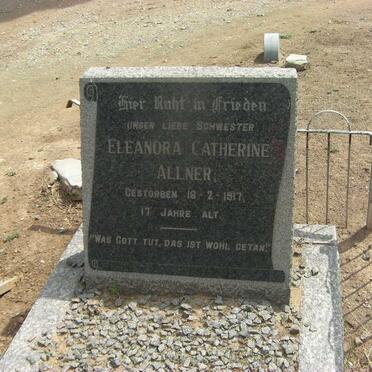 Hier Ruht in Frieden
UNSER LIEBE SCHWESTER
ELEANORA CATHERINE
ALLNER.
GESTORBEN 18-2-1917.
17 JAHRE ALT.
"WAS GOTT TUT, DAS IST WOHL GETAN."